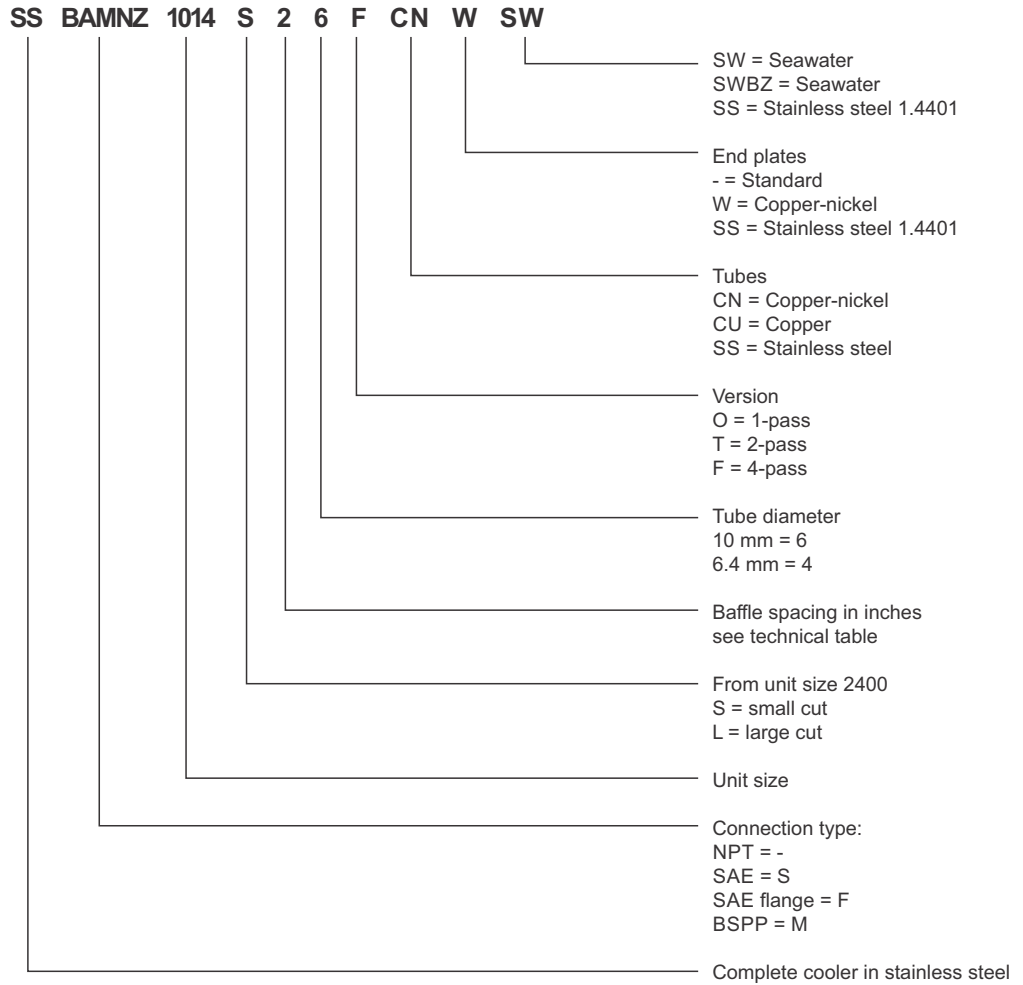 SS BAMNZ 1014 S 2 6 F CN W SW
SW = Seawater
SWBZ = Seawater
SS = Stainless steel 1.4401
End plates
- = Standard
W = Copper-nickel
SS = Stainless steel 1.4401
Tubes
CN = Copper-nickel
CU = Copper
SS = Stainless steel
Version
O = 1-pass
T = 2-pass
F = 4-pass
Tube diameter
10 mm = 6
6.4 mm = 4
Baffle spacing in inches
see technical table
From unit size 2400
S = small cut
L = large cut
Unit size
Connection type:
NPT = -
SAE = S
SAE flange = F
BSPP = M
Complete cooler in stainless steel